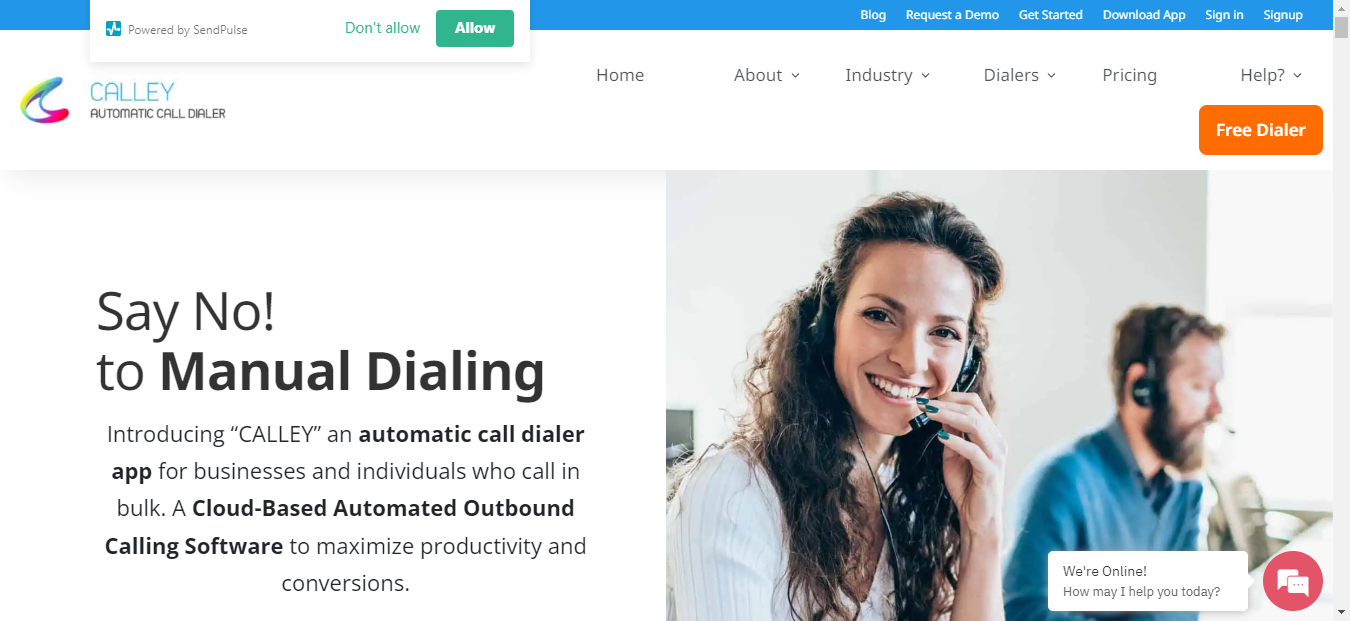 Blog Request a Demo Get Started Download App Sign in Signup
Powered by SendPulse Don't allow Allow
CALLEY
AUTOMATIC CALL DIALER
Home About Industry Dialers Pricing Help?
Free Dialer
Say No!
to Manual Dialing
Introducing “CALLEY” an automatic call dialer
app for businesses and individuals who call in
bulk. A Cloud-Based Automated Outbound
Calling Software to maximize productivity and
conversions.
We're Online!
How may I help you today?